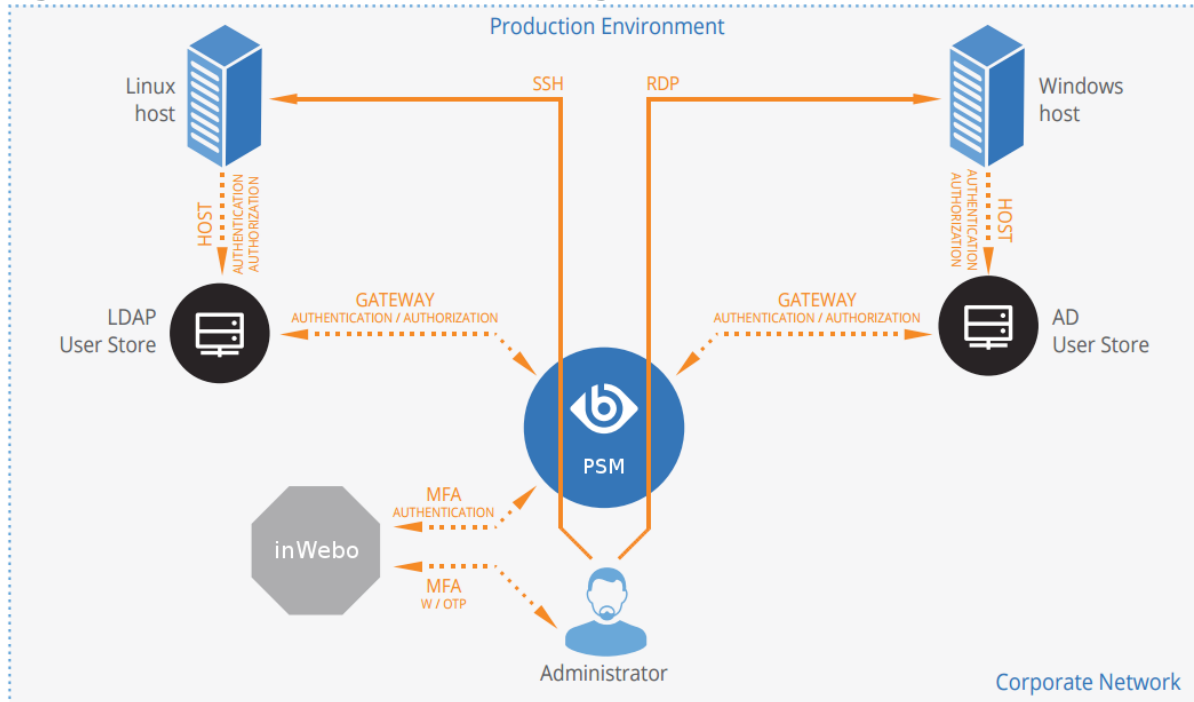 Production Environment
Linux
host
SSH
RDP
Windows
host
HOST
AUTHENTICATION
AUTHORIZATION
HOST
AUTHENTICATION
AUTHORIZATION
LDAP
User Store
GATEWAY
AUTHENTICATION / AUTHORIZATION
GATEWAY
AUTHENTICATION / AUTHORIZATION
AD
User Store
PSM
MFA
AUTHENTICATION
inWebo
MFA
W / OTP
Administrator
Corporate Network